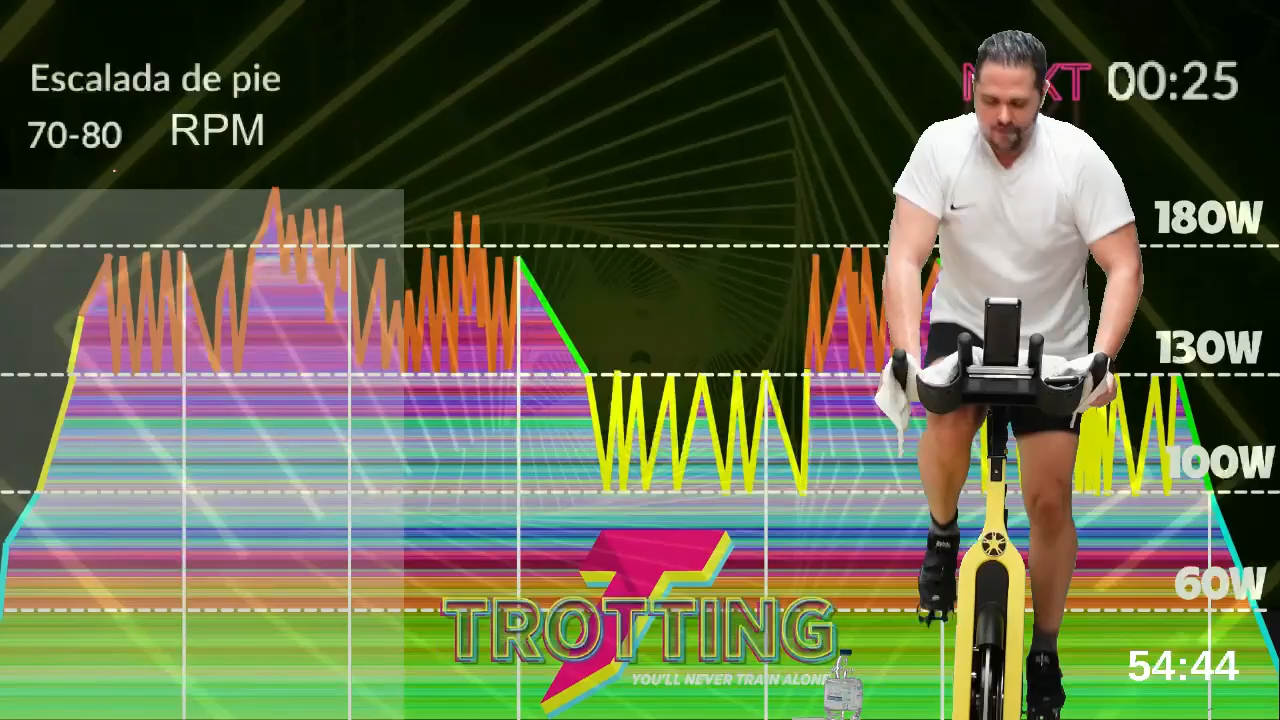 Escalada de pie
70-80 RPM
NEXT 00:25
180W
130W
100W
60W
TROTTING
YOU'LL NEVER TRAIN ALONE
54:44